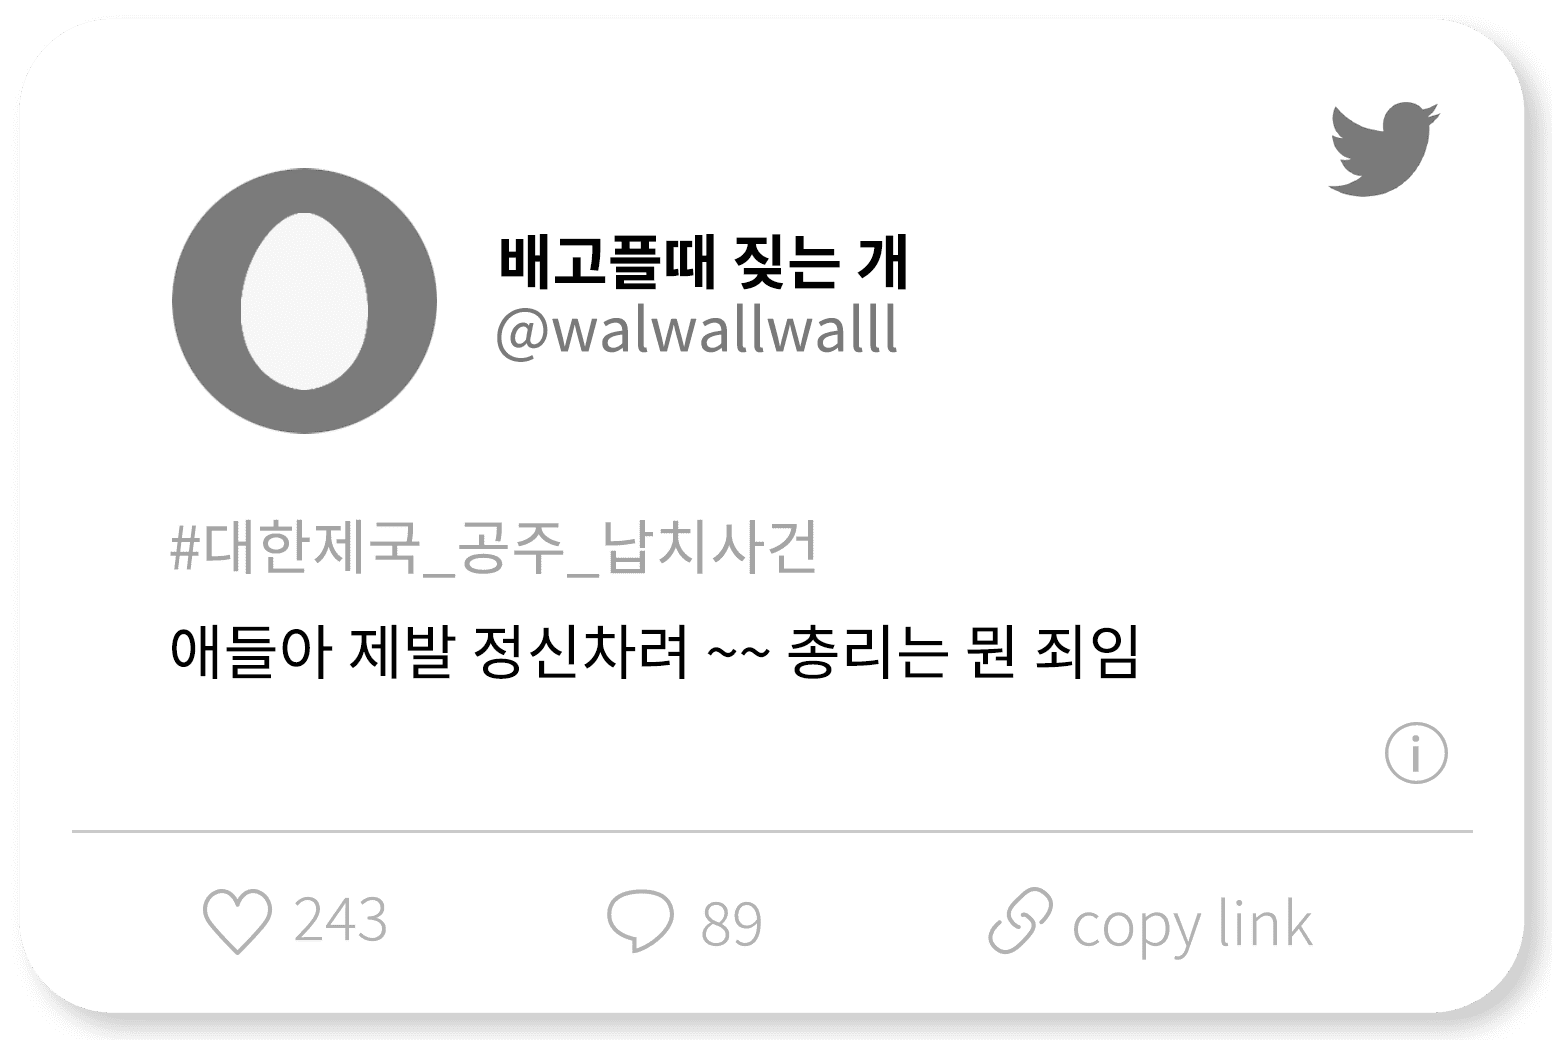 배고플때 짖는 개
@walwallwalll
#대한제국_공주_납치사건
애들아 제발 정신차려 ~~ 총리는 뭔 죄임
243
89
copy link